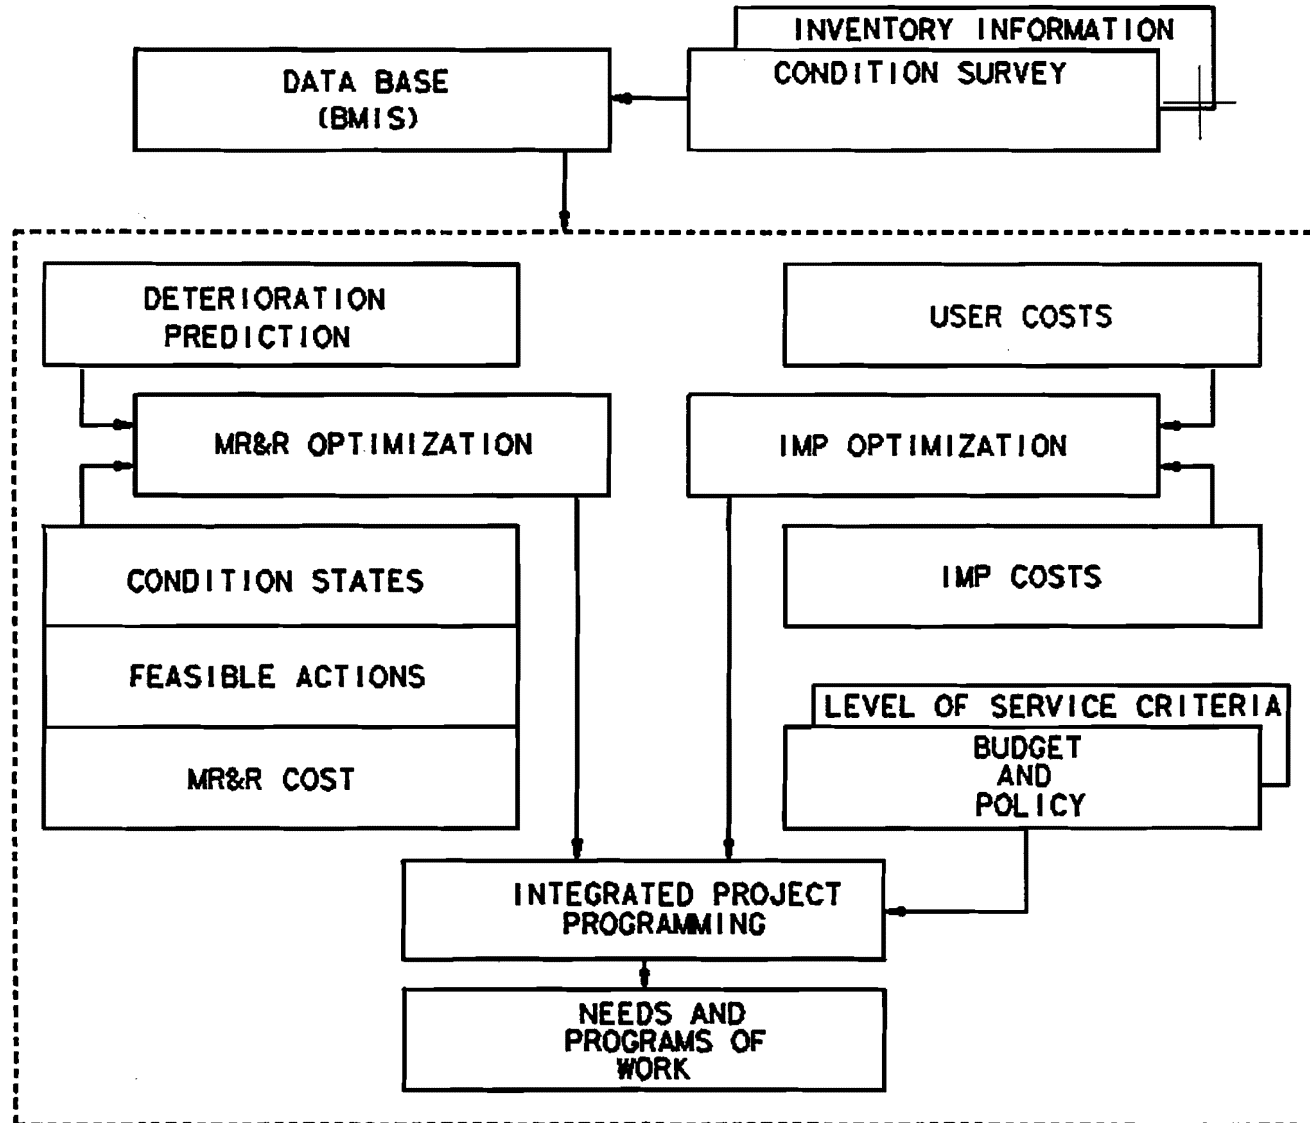 INVENTORY INFORMATION
CONDITION SURVEY
DATA BASE
(BMIS)
DETERIORATION
PREDICTION
USER COSTS
MR&R OPTIMIZATION
IMP OPTIMIZATION
CONDITION STATES
IMP COSTS
FEASIBLE ACTIONS
LEVEL OF SERVICE CRITERIA
BUDGET
AND
POLICY
MR&R COST
INTEGRATED PROJECT
PROGRAMMING
NEEDS AND
PROGRAMS OF
WORK